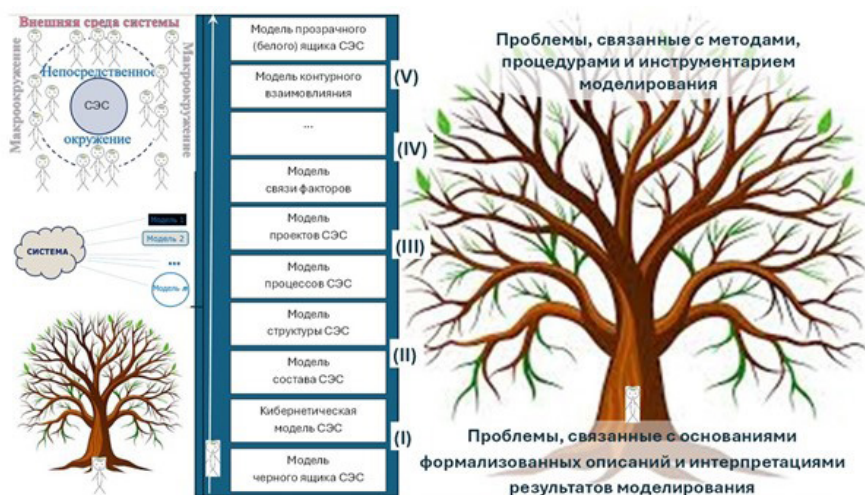 Внешняя среда системы
Макроокружение
Непосредственное
СЭС
окружение
Макроокружение
СИСТЕМА
Модель 1
Модель 2
...
Модель n
Модель прозрачного
(белого) ящика СЭС
Модель контурного
взаимовлияния
...
Модель
связи факторов
Модель
проектов СЭС
Модель
процессов СЭС
Модель
структуры СЭС
Модель
состава СЭС
Кибернетическая
модель СЭС
Модель
черного ящика СЭС
(V)
(IV)
(III)
(II)
(I)
Проблемы, связанные с методами,
процедурами и инструментарием
моделирования
Проблемы, связанные с основаниями
формализованных описаний и интерпретациями
результатов моделирования